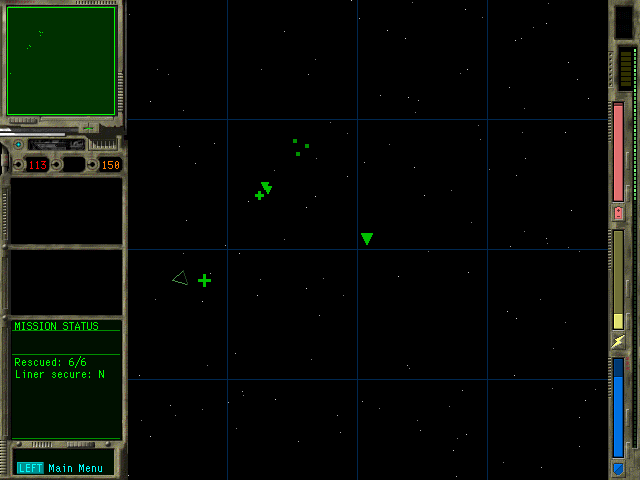 113
150
MISSION STATUS
Rescued: 6/6
Liner secure: N
LEFT Main Menu